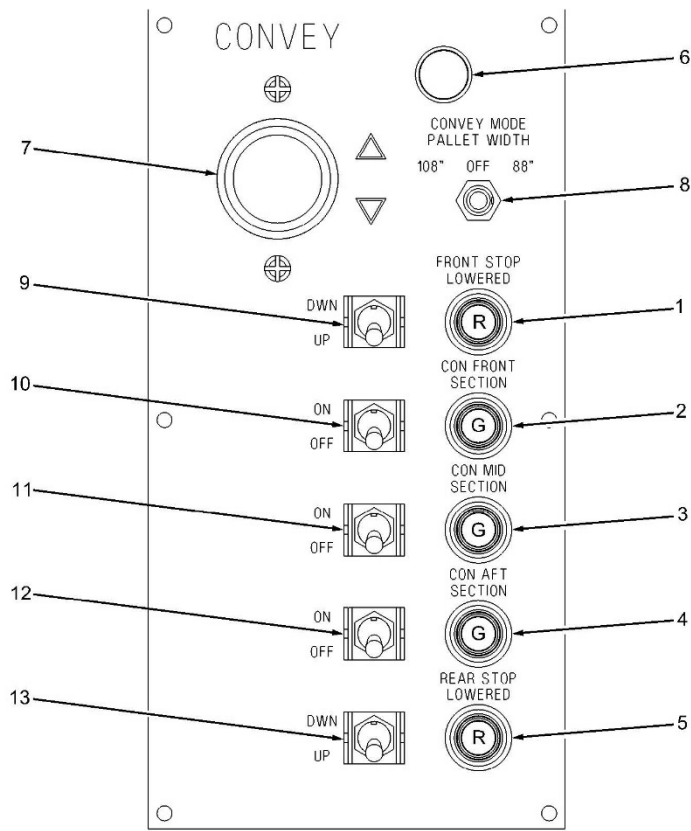 CONVEY
6
CONVEY MODE
PALLET WIDTH
7
108" OFF 88"
8
FRONT STOP
LOWERED
9
DWN
UP
R
1
CON FRONT
SECTION
10
ON
OFF
G
2
CON MID
SECTION
11
ON
OFF
G
3
CON AFT
SECTION
12
ON
OFF
G
4
REAR STOP
LOWERED
13
DWN
UP
R
5